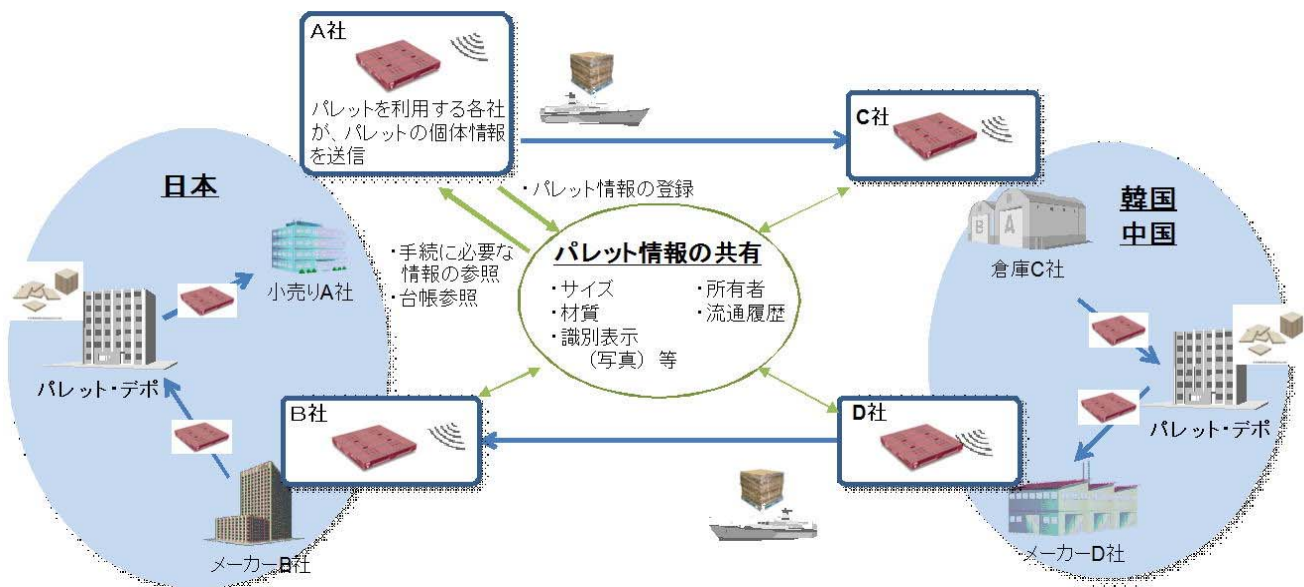 A社
パレットを利用する各社
が、パレットの個体情報
を送信
C社
日本
・パレット情報の登録
韓国
中国
・手続に必要な
情報の参照
・台帳参照
パレット情報の共有
・サイズ
・材質
・識別表示
（写真）等
・所有者
・流通履歴
小売りA社
B A
倉庫C社
パレット・デポ
パレット・デポ
B社
D社
メーカーB社
メーカーD社